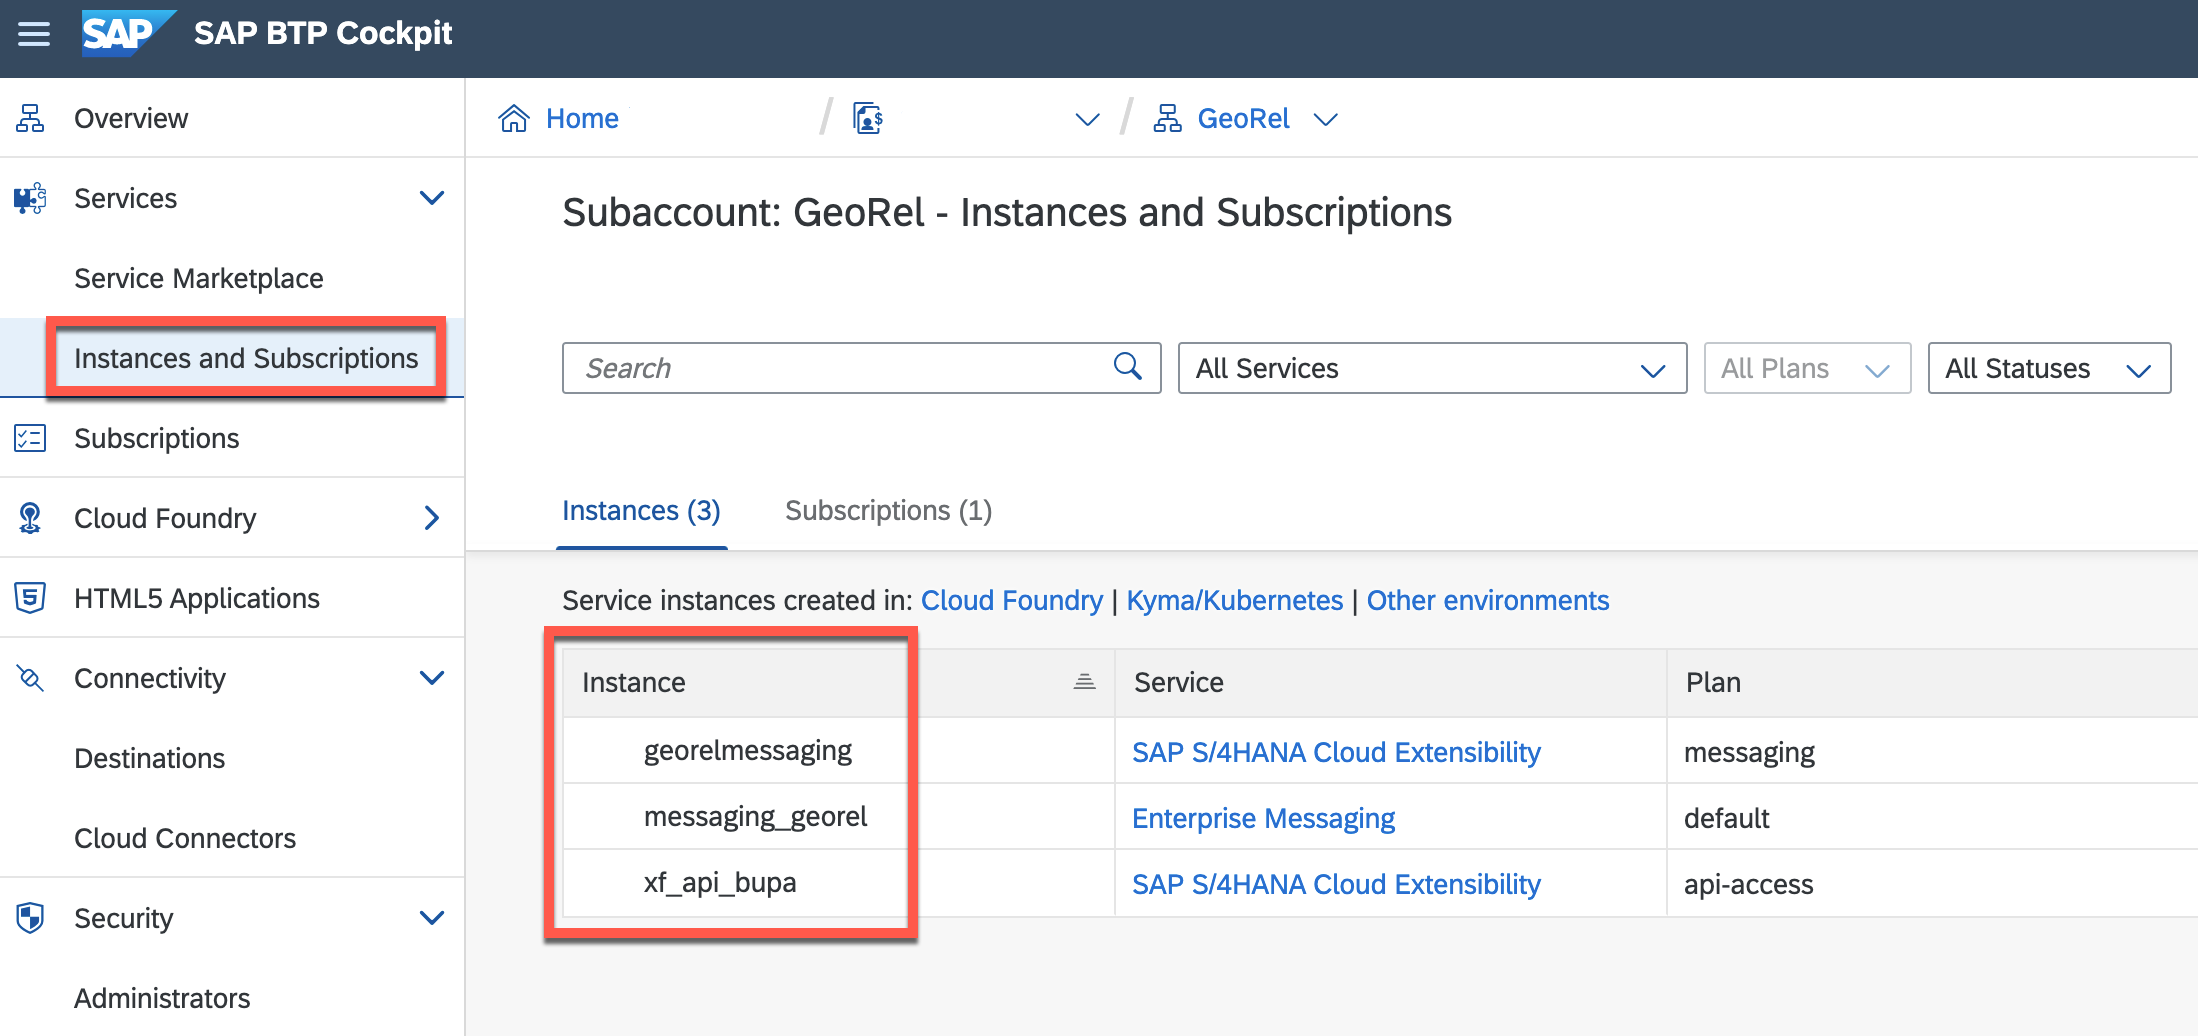 SAP SAP BTP Cockpit
Overview
Services
Service Marketplace
Instances and Subscriptions
Subscriptions
Cloud Foundry
HTML5 Applications
Connectivity
Destinations
Cloud Connectors
Security
Administrators
Home / / GeoRel
Subaccount: GeoRel - Instances and Subscriptions
Search All Services All Plans All Statuses
Instances (3) Subscriptions (1)
Service instances created in: Cloud Foundry | Kyma/Kubernetes | Other environments
Instance Service Plan
georelmessaging SAP S/4HANA Cloud Extensibility messaging
messaging_georel Enterprise Messaging default
xf_api_bupa SAP S/4HANA Cloud Extensibility api-access